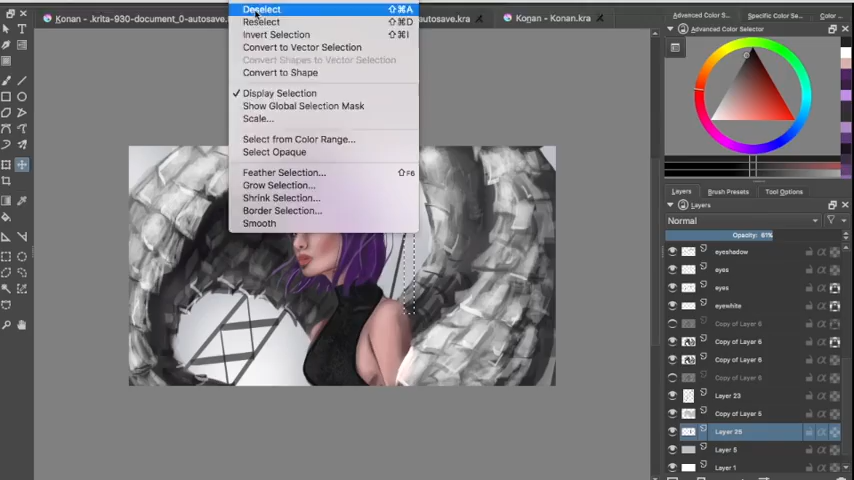 Konan - .krita-930-document_0-autosave.
autosave.kra
Konan - Konan.kra
Deselect ⇧⌘A
Reselect ⇧⌘D
Invert Selection ⇧⌘I
Convert to Vector Selection
Convert Shapes to Vector Selection
Convert to Shape
✓ Display Selection
Show Global Selection Mask
Scale...
Select from Color Range...
Select Opaque
Feather Selection... ⇧F6
Grow Selection...
Shrink Selection...
Border Selection...
Smooth
Advanced Color S...
Specific Color Se...
Color ...
Advanced Color Selector
Layers
Brush Presets
Tool Options
Layers
Normal
Opacity: 61%
eyeshadow
eyes
eyes
eyewhite
Copy of Layer 6
Copy of Layer 6
Copy of Layer 6
Copy of Layer 6
Layer 23
Copy of Layer 5
Layer 25
Layer 5
Layer 1